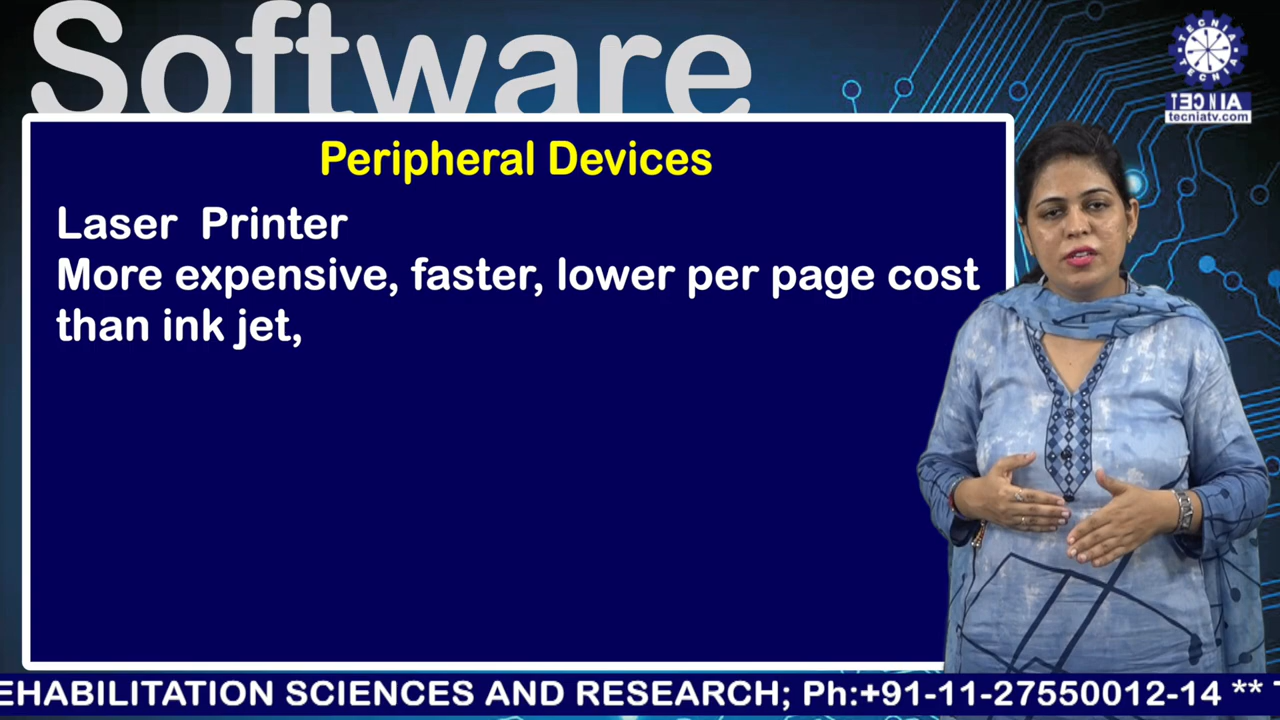 Software
TECNIA
TECNIA
tecniatv.com
Peripheral Devices
Laser Printer
More expensive, faster, lower per page cost
than ink jet,
EHABILITATION SCIENCES AND RESEARCH; Ph:+91-11-27550012-14 ** T